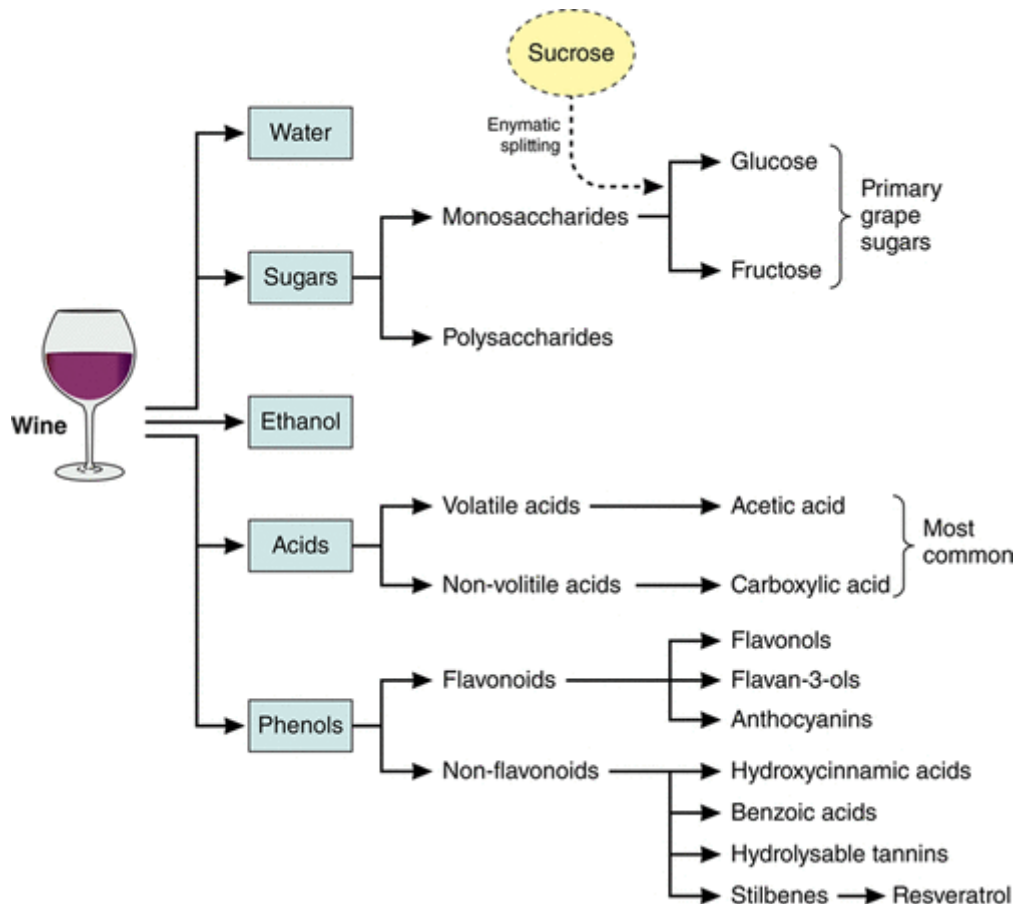 Sucrose
Enymatic
splitting
Water
Glucose
Primary
grape
sugars
Monosaccharides
Sugars
Fructose
Polysaccharides
Wine
Ethanol
Volatile acids
Acetic acid
Most
common
Acids
Non-volitile acids
Carboxylic acid
Flavonols
Flavonoids
Flavan-3-ols
Phenols
Anthocyanins
Non-flavonoids
Hydroxycinnamic acids
Benzoic acids
Hydrolysable tannins
Stilbenes
Resveratrol